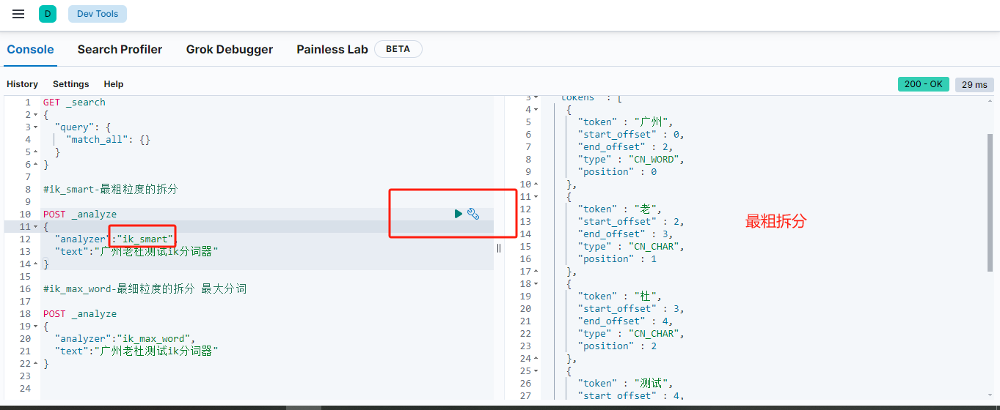 D Dev Tools
Console Search Profiler Grok Debugger Painless Lab BETA
History Settings Help
200 - OK 29 ms
1 GET _search
2 {
3 "query": {
4 "match_all": {}
5 }
6 }
7
8 #ik_smart-最粗粒度的拆分
9
10 POST _analyze
11 {
12 "analyzer":"ik_smart",
13 "text":"广州老杜测试ik分词器"
14 }
15
16 #ik_max_word-最细粒度的拆分 最大分词
17
18 POST _analyze
19 {
20 "analyzer":"ik_max_word",
21 "text":"广州老杜测试ik分词器"
22 }
23
24
3 "tokens" : [
4 {
5 "token" : "广州",
6 "start_offset" : 0,
7 "end_offset" : 2,
8 "type" : "CN_WORD",
9 "position" : 0
10 },
11 {
12 "token" : "老",
13 "start_offset" : 2,
14 "end_offset" : 3,
15 "type" : "CN_CHAR",
16 "position" : 1
17 },
18 {
19 "token" : "杜",
20 "start_offset" : 3,
21 "end_offset" : 4,
22 "type" : "CN_CHAR",
23 "position" : 2
24 },
25 {
26 "token" : "测试",
27 "start_offset" : 4,
最粗拆分